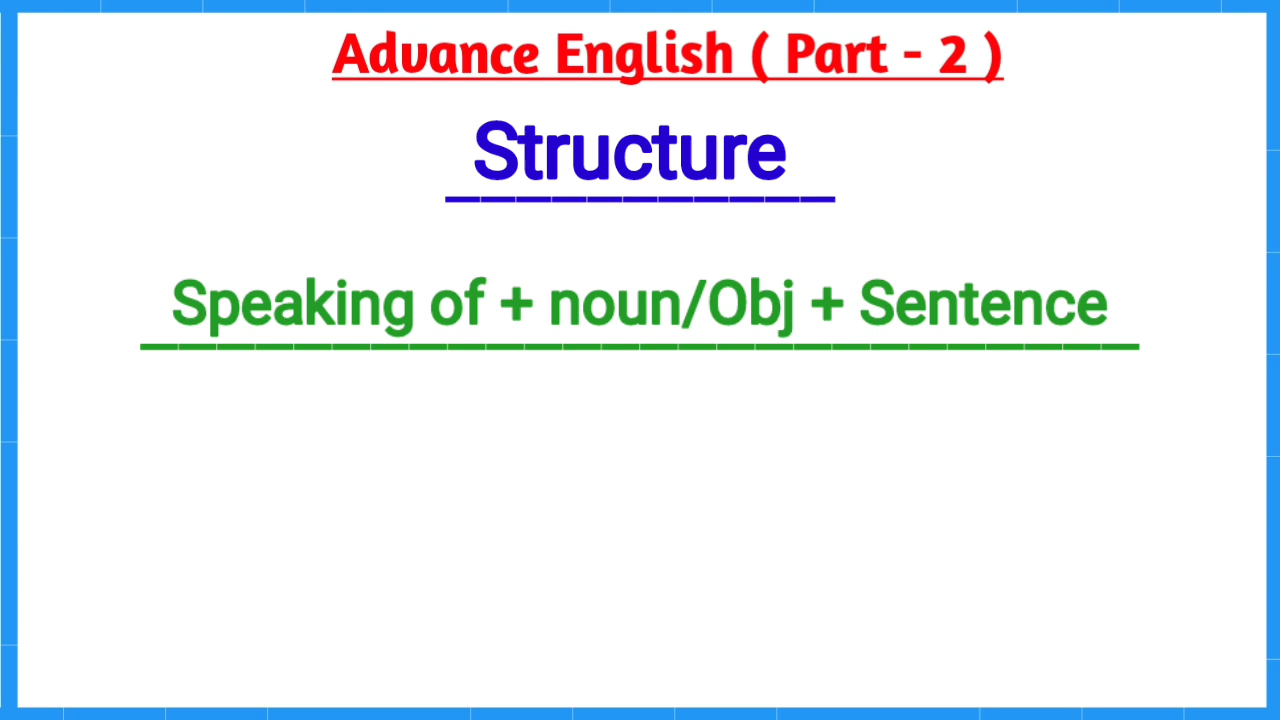 Advance English ( Part - 2 )
Structure
Speaking of + noun/Obj + Sentence